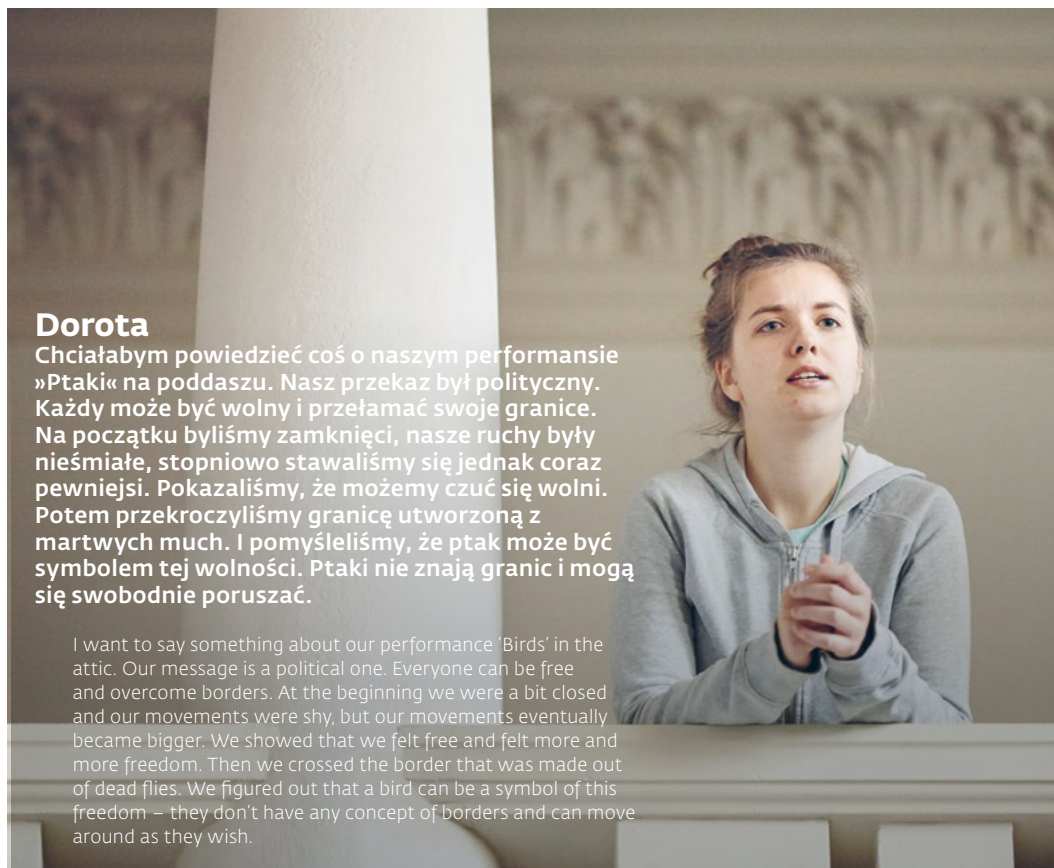 Dorota
Chciałabym powiedzieć coś o naszym performansie
»Ptaki« na poddaszu. Nasz przekaz był polityczny.
Każdy może być wolny i przełamać swoje granice.
Na początku byliśmy zamknięci, nasze ruchy były
nieśmiałe, stopniowo stawaliśmy się jednak coraz
pewniejsi. Pokazaliśmy, że możemy czuć się wolni.
Potem przekroczyliśmy granicę utworzoną z
martwych much. I pomyśleliśmy, że ptak może być
symbolem tej wolności. Ptaki nie znają granic i mogą
się swobodnie poruszać.
I want to say something about our performance ‘Birds’ in the
attic. Our message is a political one. Everyone can be free
and overcome borders. At the beginning we were a bit closed
and our movements were shy, but our movements eventually
became bigger. We showed that we felt free and felt more and
more freedom. Then we crossed the border that was made out
of dead flies. We figured out that a bird can be a symbol of this
freedom – they don’t have any concept of borders and can move
around as they wish.